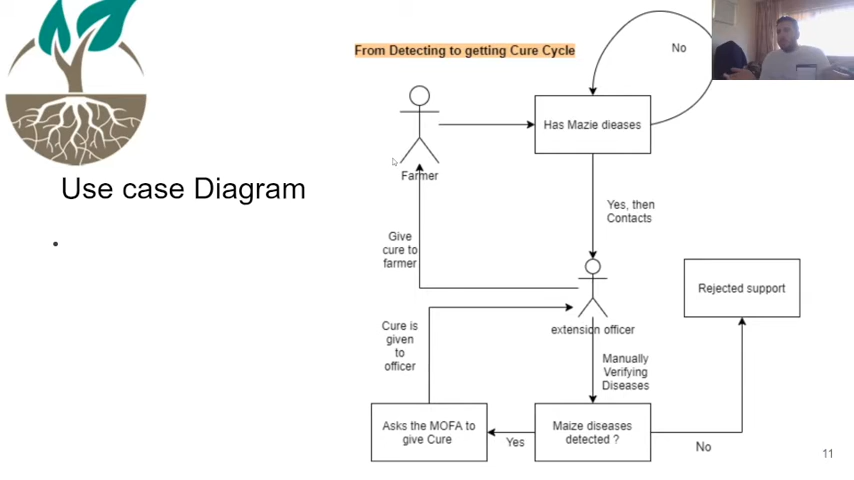 From Detecting to getting Cure Cycle
No
Has Mazie dieases
Farmer
Use case Diagram
Yes, then
Contacts
Give
cure to
farmer
Rejected support
extension officer
Cure is
given
to
officer
Manually
Verifying
Diseases
Asks the MOFA to
give Cure
Yes
Maize diseases
detected ?
No
11